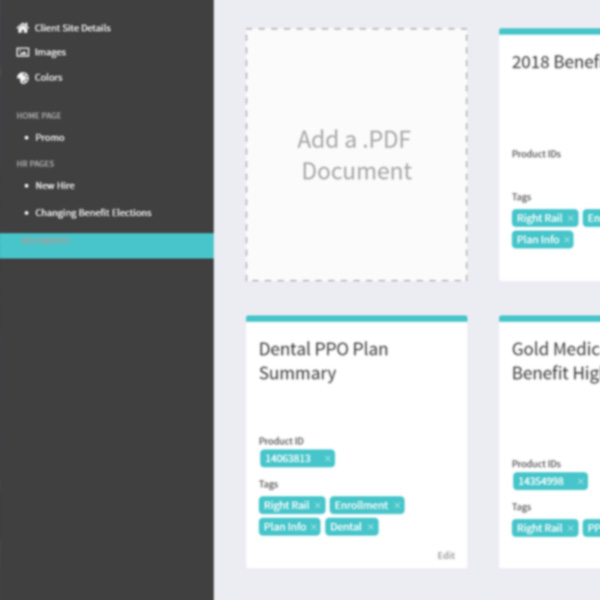 Client Site Details
Images
Colors
HOME PAGE
Promo
HR PAGES
New Hire
Changing Benefit Elections
Add a .PDF
Document
2018 Benef
Product IDs
Tags
Right Rail × En
Plan Info ×
Dental PPO Plan
Summary
Product ID
14063813 ×
Tags
Right Rail × Enrollment ×
Plan Info × Dental ×
Edit
Gold Medic
Benefit Hig
Product IDs
14354998 ×
Tags
Right Rail × PP